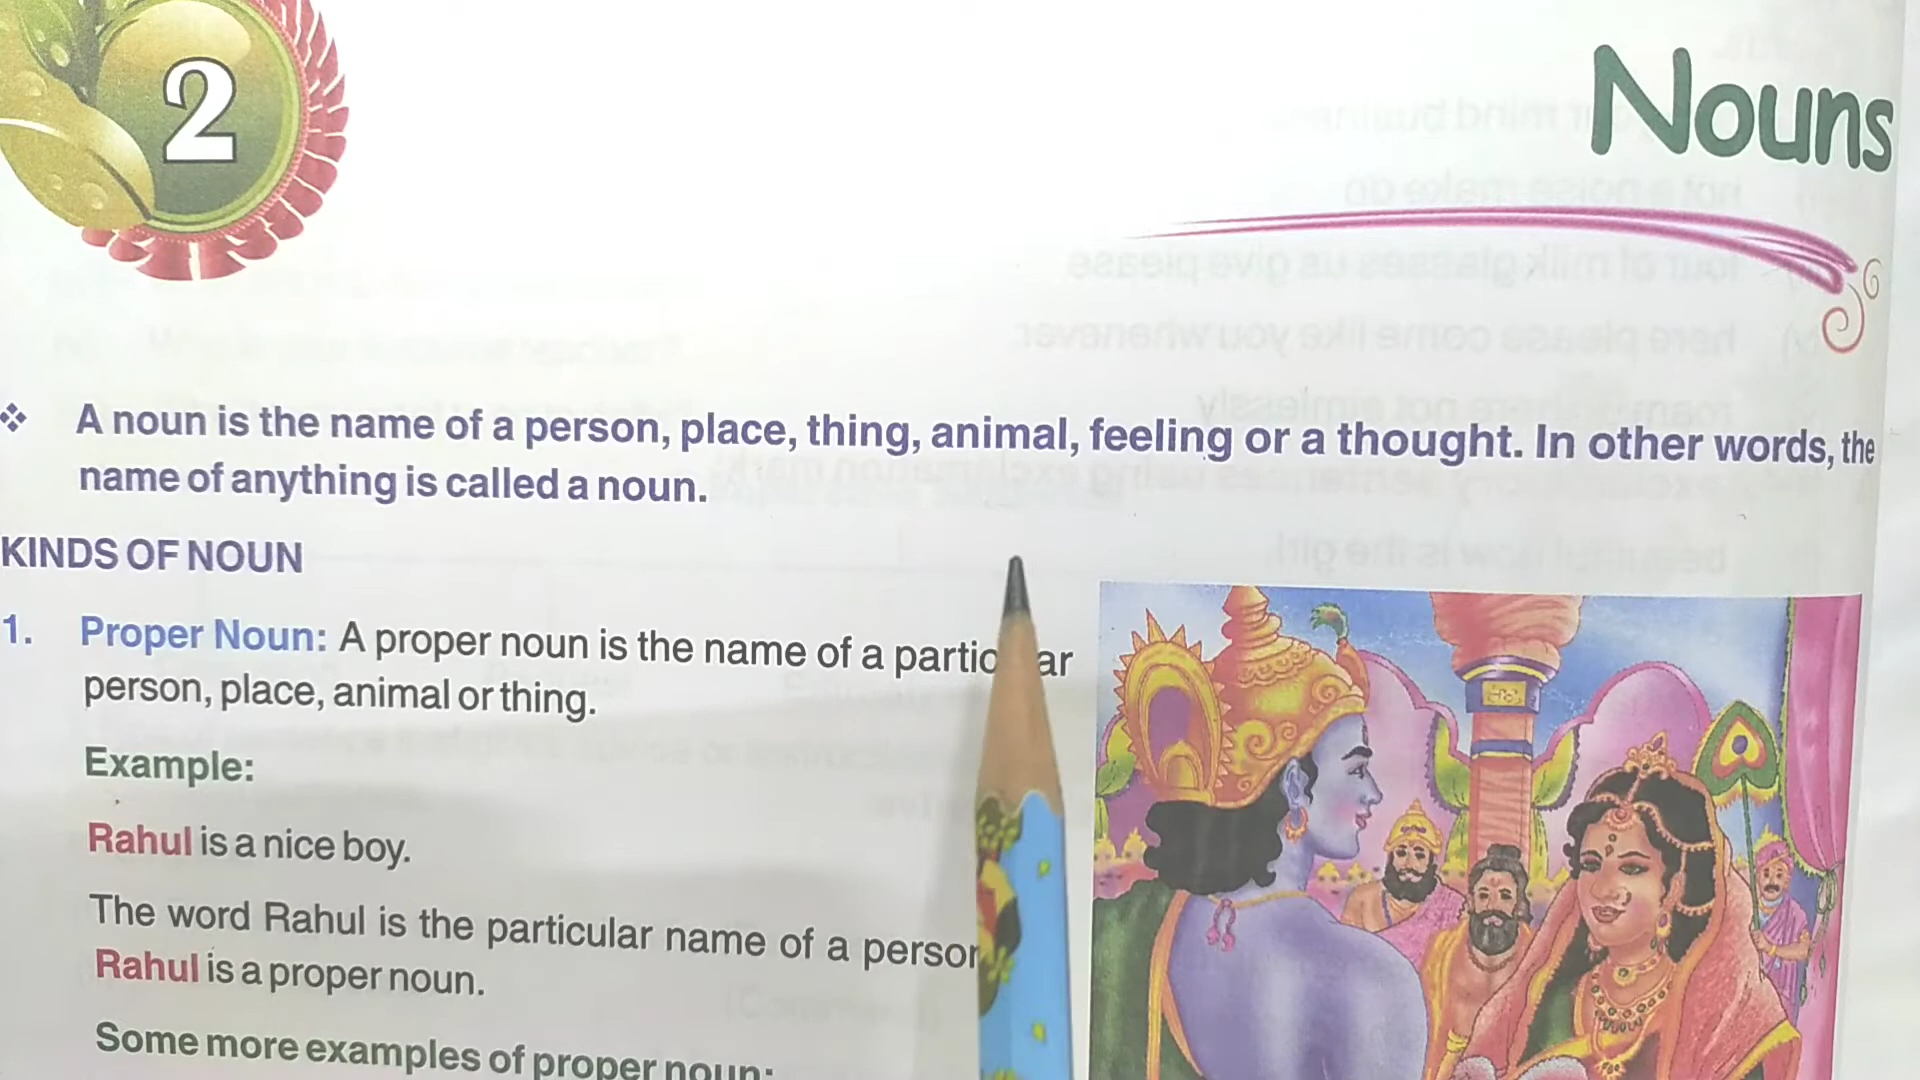 2
Nouns
❖ A noun is the name of a person, place, thing, animal, feeling or a thought. In other words, the
name of anything is called a noun.
KINDS OF NOUN
1. Proper Noun: A proper noun is the name of a
person, place, animal or thing.
Example:
Rahul is a nice boy.
The word Rahul is the particular name of a person
Rahul is a proper noun.
Some more examples of proper noun: